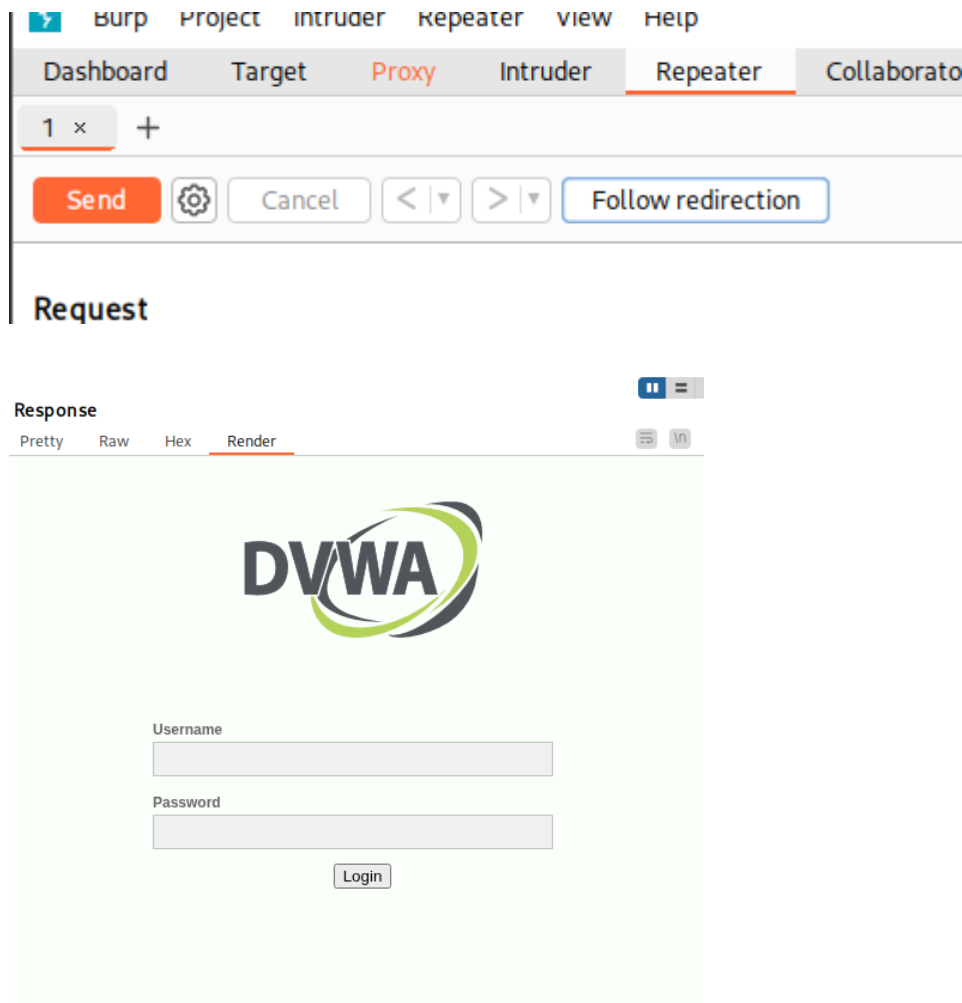 Burp Project Intruder Repeater View Help
Dashboard Target Proxy Intruder Repeater Collaborato
1 × +
Send Cancel < > Follow redirection
Request
Response
Pretty Raw Hex Render \n
DVWA
Username
Password
Login